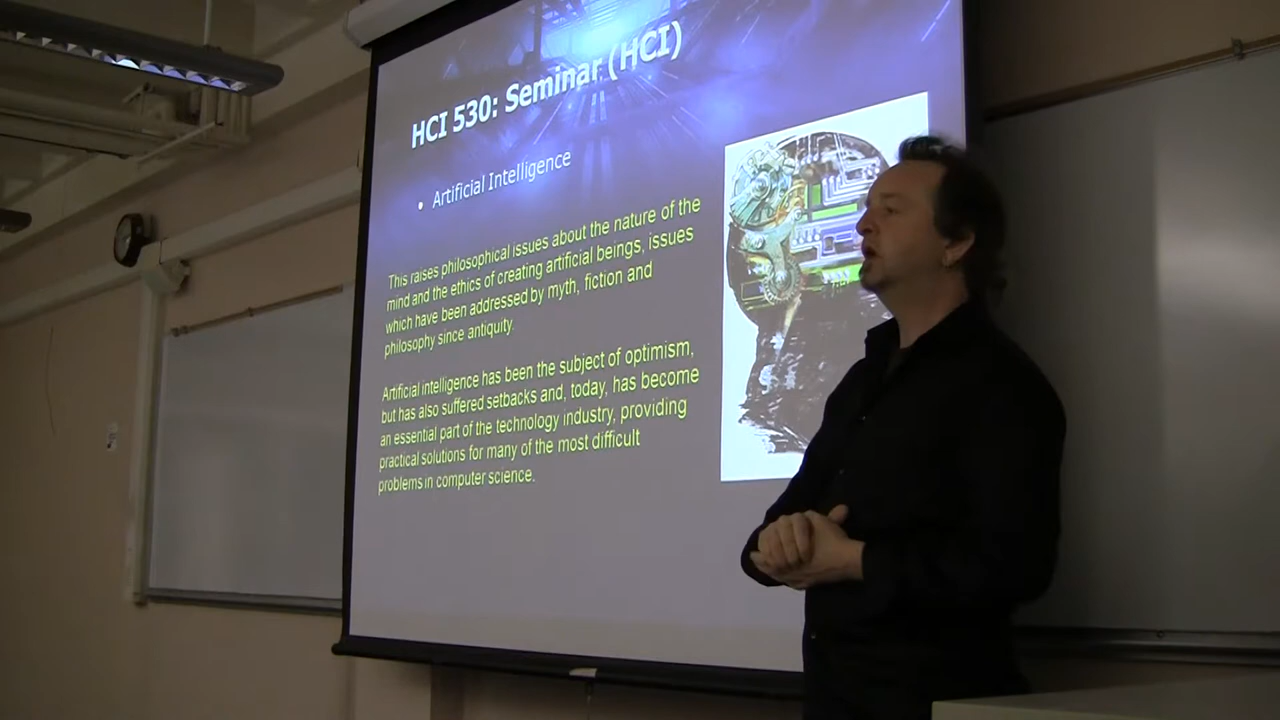 HCI 530: Seminar (HCI)
• Artificial Intelligence
This raises philosophical issues about the nature of the
mind and the ethics of creating artificial beings, issues
which have been addressed by myth, fiction and
philosophy since antiquity.
Artificial intelligence has been the subject of optimism,
but has also suffered setbacks and, today, has become
an essential part of the technology industry, providing
practical solutions for many of the most difficult
problems in computer science.